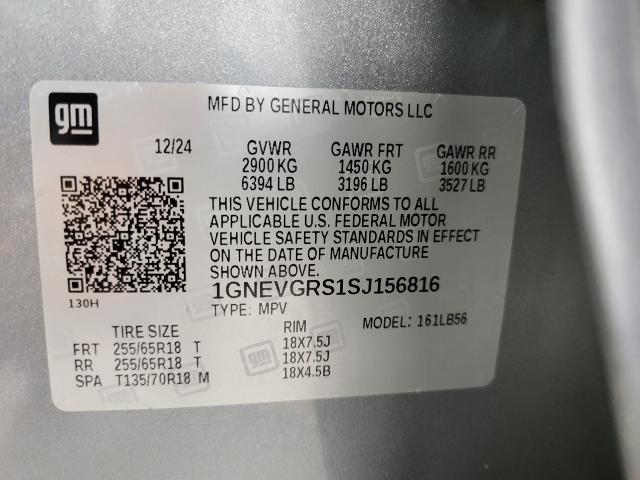 gm
MFD BY GENERAL MOTORS LLC
12/24 GVWR GAWR FRT GAWR RR
2900 KG 1450 KG 1600 KG
6394 LB 3196 LB 3527 LB
THIS VEHICLE CONFORMS TO ALL
APPLICABLE U.S. FEDERAL MOTOR
VEHICLE SAFETY STANDARDS IN EFFECT
ON THE DATE OF MANUFACTURE
SHOWN ABOVE.
130H
1GNEVGRS1SJ156816
TYPE: MPV MODEL: 161LB56
TIRE SIZE RIM
FRT 255/65R18 T 18X7.5J
RR 255/65R18 T 18X7.5J
SPA T135/70R18 M 18X4.5B